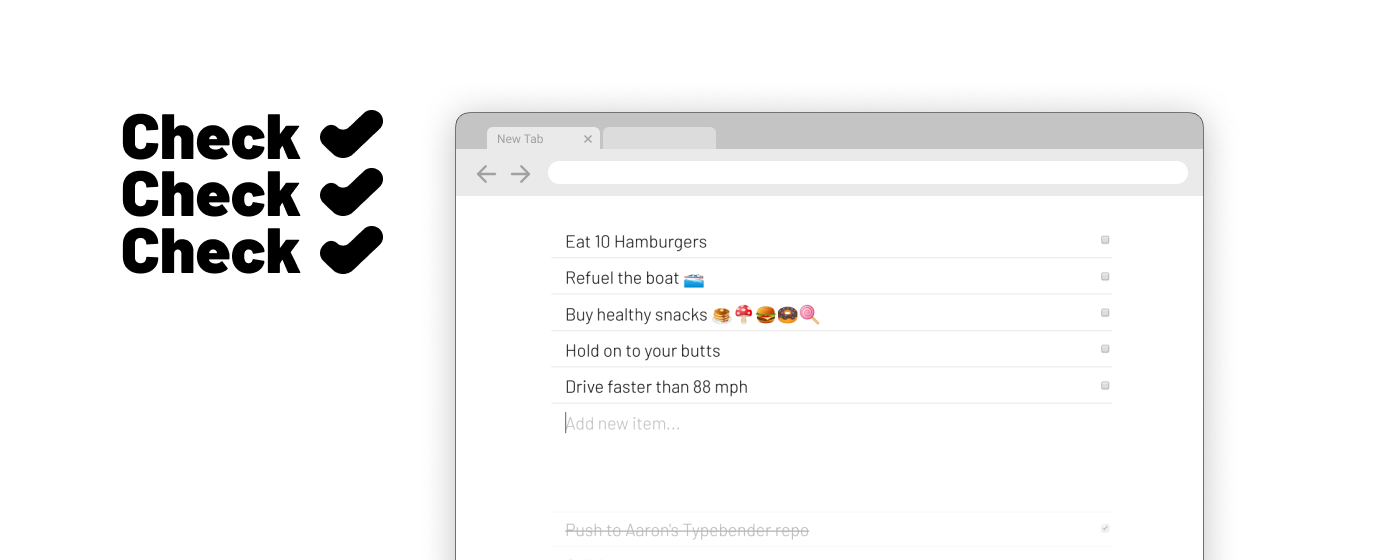 Check
Check
Check
New Tab
Eat 10 Hamburgers
Refuel the boat 🚤
Buy healthy snacks 🥞🍄🍔🍩🍭
Hold on to your butts
Drive faster than 88 mph
Add new item...
Push to Aaron's Typebender repo